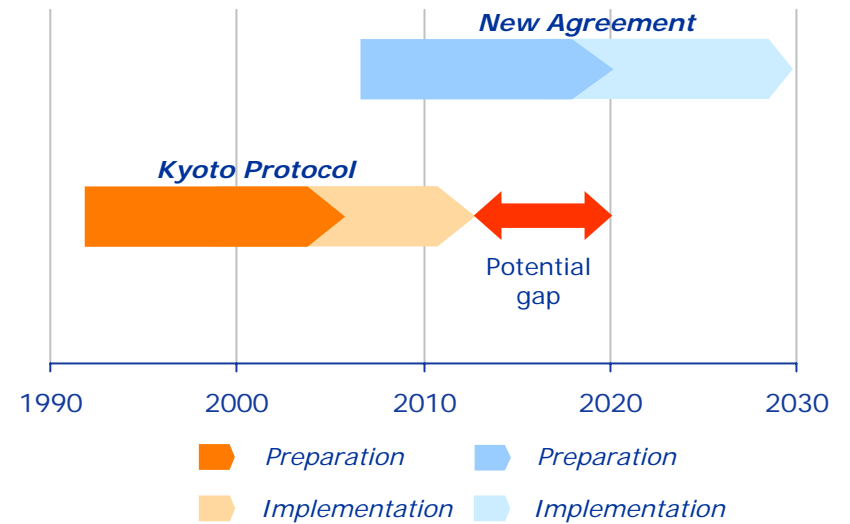 New Agreement
Kyoto Protocol
Potential
gap
1990 2000 2010 2020 2030
Preparation Preparation
Implementation Implementation